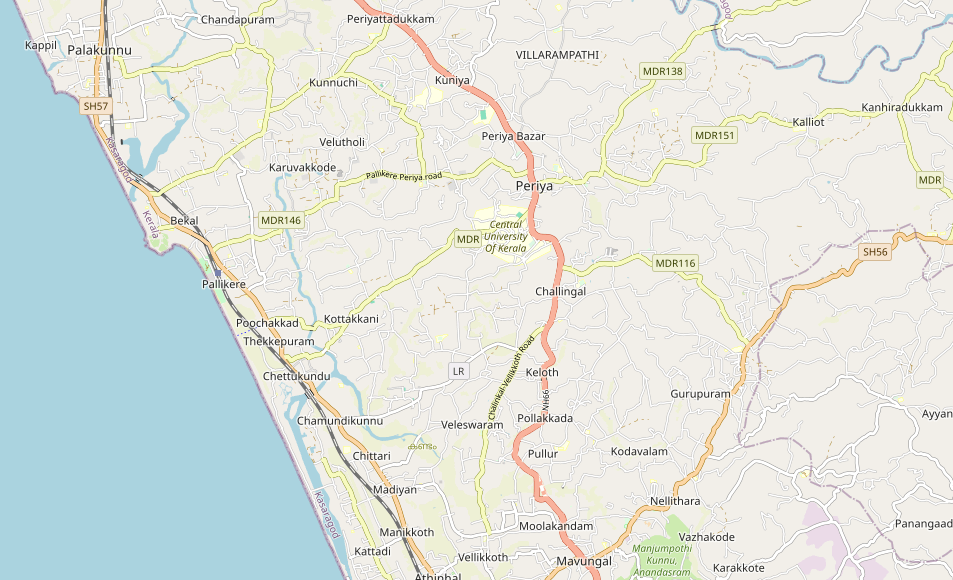 Chandapuram
Periyattadukkam
Kappil
Palakunnu
VILLARAMPATHI
MDR138
Kuniya
Kunnuchi
SH57
Kanhiradukkam
Kalliot
Periya Bazar
MDR151
Velutholi
Kasaragod
Karuvakkode
Pallikere Periya road
Periya
MDR
Bekal
MDR146
Kerala
Central
University
Of Kerala
MDR
SH56
MDR116
Pallikere
Challingal
Poochakkad
Kottakkani
Thekkepuram
Chalinkal-Vellikkoth Road
LR
Keloth
Chettukundu
NH66
Gurupuram
Chamundikunnu
Pollakkada
Veleswaram
Ayyan
Chittari
Pullur
Kodavalam
Madiyan
Nellithara
Kasaragod
Manikkoth
Moolakandam
Panangaad
Vazhakode
Kattadi
Vellikkoth
Mavungal
Manjumpothi
Kunnu,
Anandasram
Karakkote
Athinhal